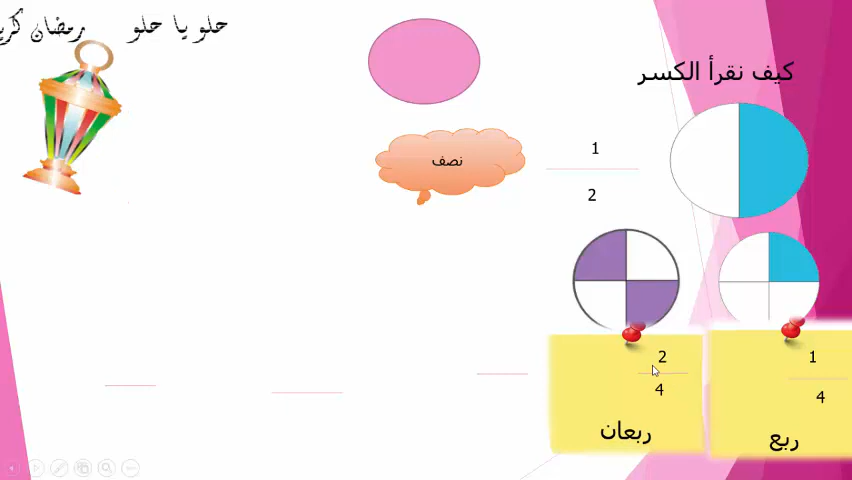 حلو يا حلو
رمضان كريم
كيف نقرأ الكسر
1
2
نصف
1
4
ربع
2
4
ربعان